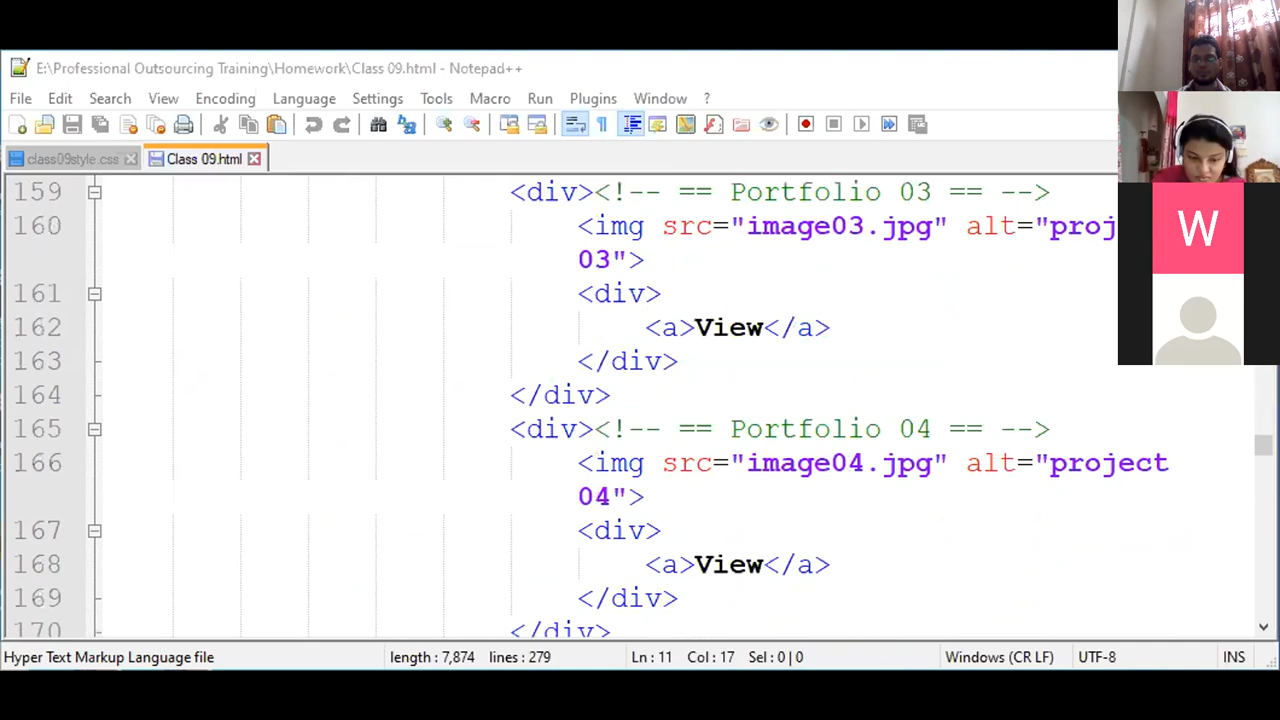 E:\Professional Outsourcing Training\Homework\Class 09.html - Notepad++
File Edit Search View Encoding Language Settings Tools Macro Run Plugins Window ?
class09style.css Class 09.html
159 <div><!-- == Portfolio 03 == -->
160 <img src="image03.jpg" alt="proj
03">
161 <div>
162 <a>View</a>
163 </div>
164 </div>
165 <div><!-- == Portfolio 04 == -->
166 <img src="image04.jpg" alt="project
04">
167 <div>
168 <a>View</a>
169 </div>
170 </div>
W
Hyper Text Markup Language file length : 7,874 lines : 279 Ln : 11 Col : 17 Sel : 0 | 0 Windows (CR LF) UTF-8 INS